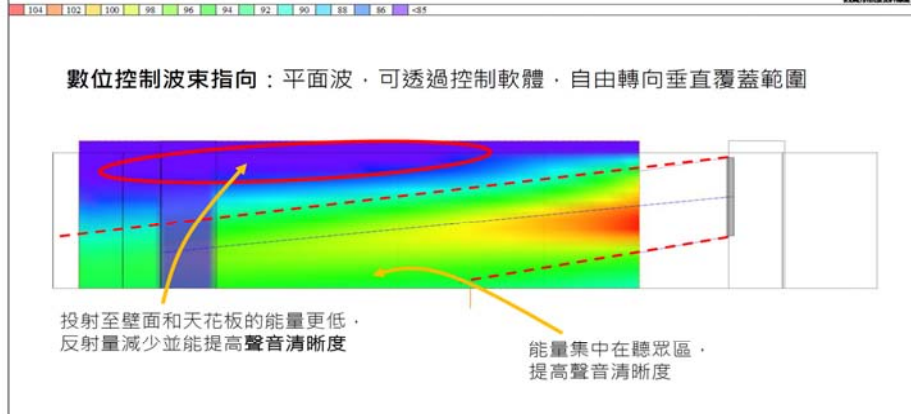 104 102 100 98 96 94 92 90 88 86 <85
數位控制波束指向：平面波，可透過控制軟體，自由轉向垂直覆蓋範圍
投射至壁面和天花板的能量更低，
反射量減少並能提高聲音清晰度
能量集中在聽眾區，
提高聲音清晰度